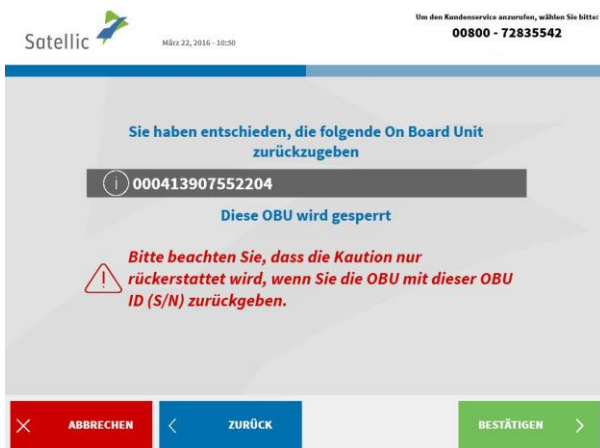 Satellic
März 22, 2016 - 10:50
Um den Kundenservice anzurufen, wählen Sie bitte:
00800 - 72835542
Sie haben entschieden, die folgende On Board Unit
zurückzugeben
i 000413907552204
Diese OBU wird gesperrt
Bitte beachten Sie, dass die Kaution nur
rückerstattet wird, wenn Sie die OBU mit dieser OBU
ID (S/N) zurückgeben.
ABBRECHEN
ZURÜCK
BESTÄTIGEN